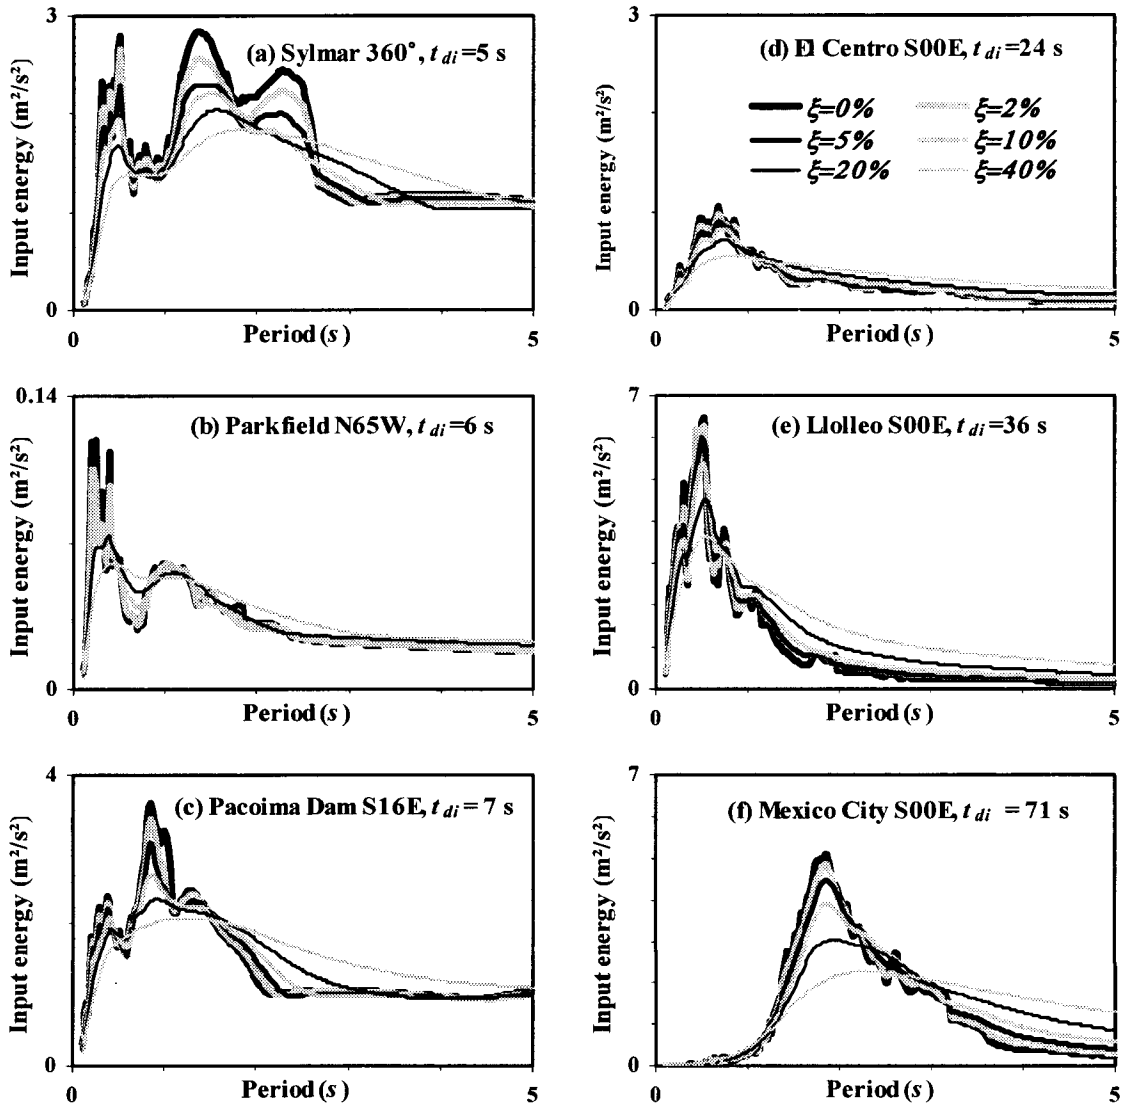 3
(a) Sylmar 360°, t di =5 s
Input energy (m²/s²)
0
0
Period (s)
5
0.14
(b) Parkfield N65W, t di =6 s
Input energy (m²/s²)
0
0
Period (s)
5
4
(c) Pacoima Dam S16E, t di = 7 s
Input energy (m²/s²)
0
0
Period (s)
5
3
(d) El Centro S00E, t di =24 s
ξ=0%
ξ=2%
ξ=5%
ξ=10%
ξ=20%
ξ=40%
Input energy (m²/s²)
0
0
Period (s)
5
7
(e) Llolleo S00E, t di =36 s
Input energy (m²/s²)
0
0
Period (s)
5
7
(f) Mexico City S00E, t di = 71 s
Input energy (m²/s²)
0
0
Period (s)
5